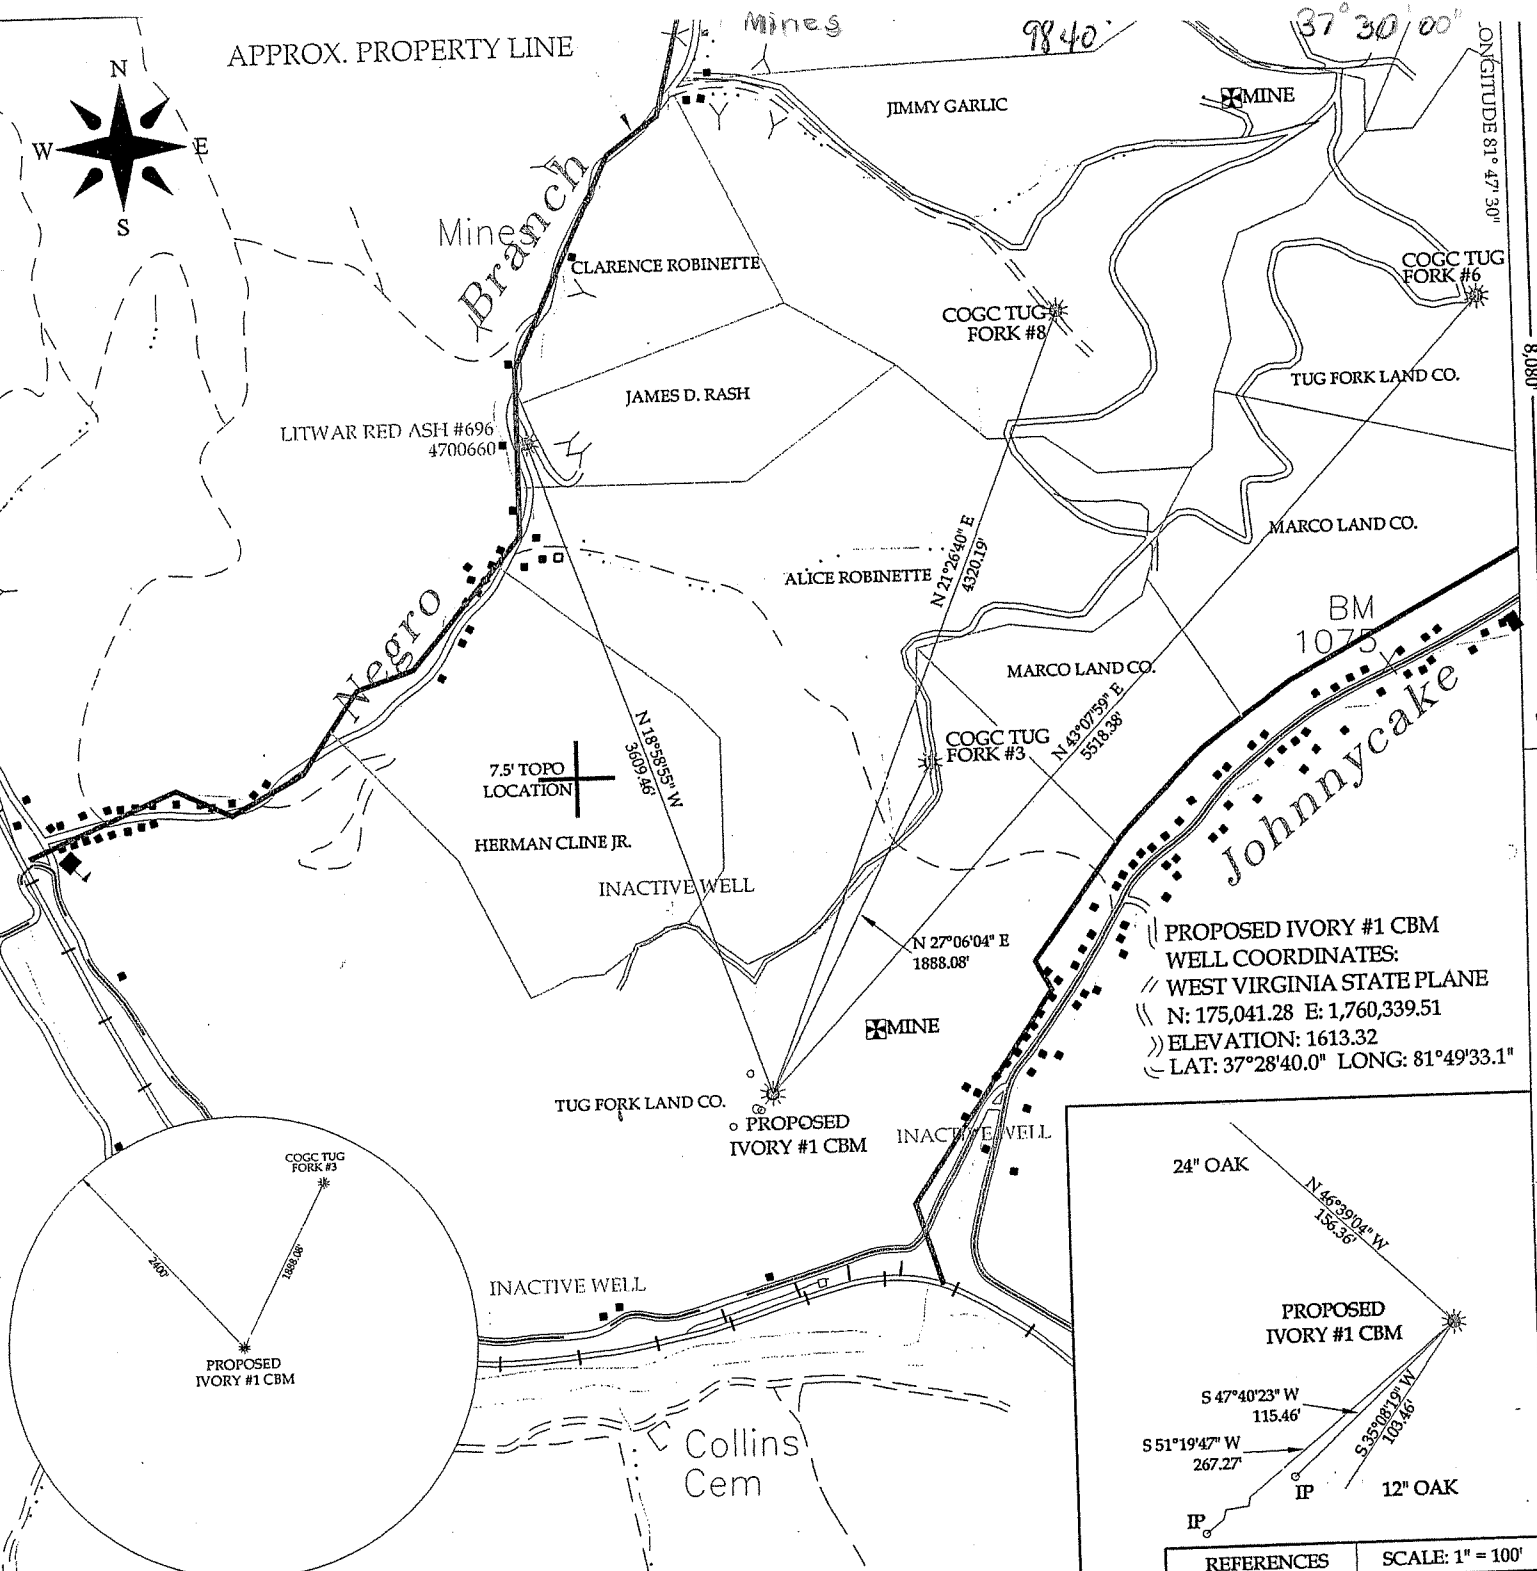 Mines
9840
37° 30' 00"
APPROX. PROPERTY LINE
LONGITUDE 81° 47' 30"
N
W E
S
JIMMY GARLIC
MINE
Mines
Negro Branch
CLARENCE ROBINETTE
COGC TUG
FORK #6
COGC TUG
FORK #8
8,080'
TUG FORK LAND CO.
JAMES D. RASH
LITWAR RED ASH #696
4700660
MARCO LAND CO.
ALICE ROBINETTE
N 21°26'40" E
4320.19'
BM
1075
MARCO LAND CO.
Johnnycake
N 43°07'59" E
5518.38'
N 18°58'55" W
3609.46'
COGC TUG
FORK #3
7.5' TOPO
LOCATION
HERMAN CLINE JR.
INACTIVE WELL
N 27°06'04" E
1888.08'
PROPOSED IVORY #1 CBM
WELL COORDINATES:
WEST VIRGINIA STATE PLANE
N: 175,041.28 E: 1,760,339.51
ELEVATION: 1613.32
LAT: 37°28'40.0" LONG: 81°49'33.1"
MINE
TUG FORK LAND CO.
PROPOSED
IVORY #1 CBM
INACTIVE WELL
COGC TUG
FORK #3
2400'
1888.08'
PROPOSED
IVORY #1 CBM
INACTIVE WELL
Collins
Cem
24" OAK
N 46°39'04" W
156.36'
PROPOSED
IVORY #1 CBM
S 47°40'23" W
115.46'
S 35°08'19" W
103.46'
S 51°19'47" W
267.27'
IP
12" OAK
IP
REFERENCES
SCALE: 1" = 100'